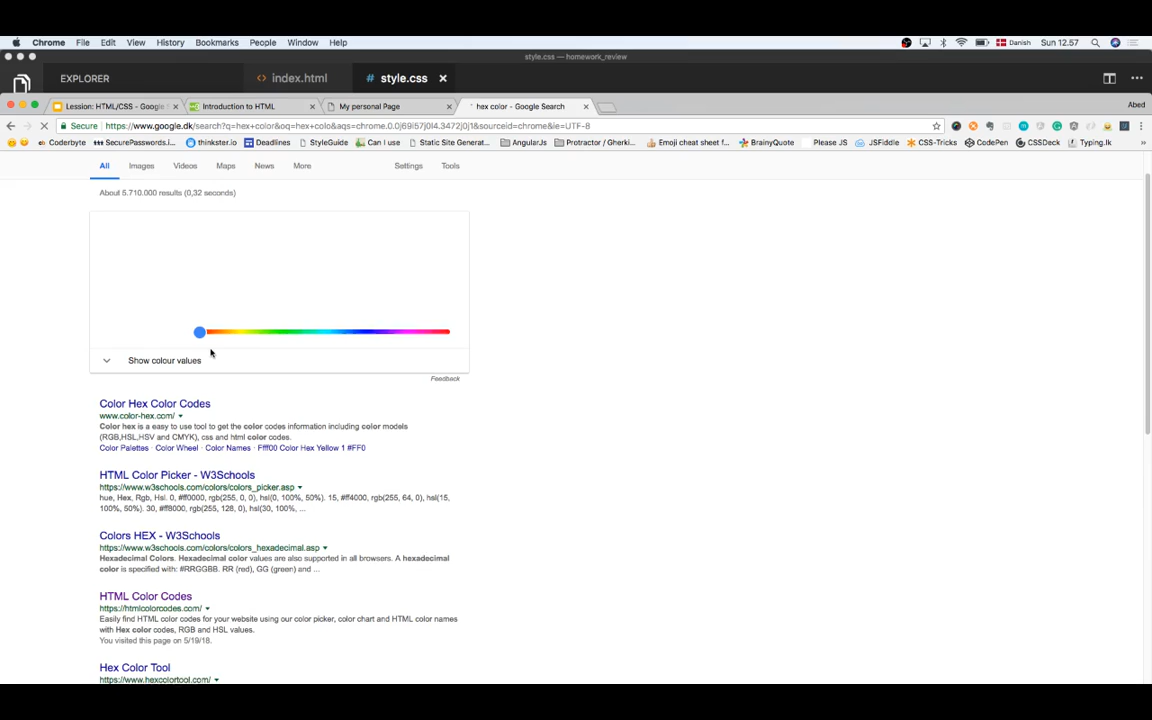 Chrome File Edit View History Bookmarks People Window Help Danish Sun 12.57
style.css — homework_review
EXPLORER <> index.html # style.css ×
Lession: HTML/CSS - Google Introduction to HTML My personal Page hex color - Google Search Abed
Secure https://www.google.dk/search?q=hex+color&oq=hex+colo&aqs=chrome.0.0j69i57j0l4.3472j0j1&sourceid=chrome&ie=UTF-8
Coderbyte SecurePasswords.i... thinkster.io Deadlines StyleGuide Can I use Static Site Generat... AngularJs Protractor / Gherki... Emoji cheat sheet f... BrainyQuote Please JS JSFiddle CSS-Tricks CodePen CSSDeck Typing.lk »
All Images Videos Maps News More Settings Tools
About 5.710.000 results (0,32 seconds)
Show colour values
Feedback
Color Hex Color Codes
www.color-hex.com/
Color hex is a easy to use tool to get the color codes information including color models
(RGB,HSL,HSV and CMYK), css and html color codes.
Color Palettes · Color Wheel · Color Names · Ffff00 Color Hex Yellow 1 #FF0
HTML Color Picker - W3Schools
https://www.w3schools.com/colors/colors_picker.asp
hue, Hex, Rgb, Hsl. 0, #ff0000, rgb(255, 0, 0), hsl(0, 100%, 50%). 15, #ff4000, rgb(255, 64, 0), hsl(15,
100%, 50%). 30, #ff8000, rgb(255, 128, 0), hsl(30, 100%, ...
Colors HEX - W3Schools
https://www.w3schools.com/colors/colors_hexadecimal.asp
Hexadecimal Colors. Hexadecimal color values are also supported in all browsers. A hexadecimal
color is specified with: #RRGGBB. RR (red), GG (green) and ...
HTML Color Codes
https://htmlcolorcodes.com/
Easily find HTML color codes for your website using our color picker, color chart and HTML color names
with Hex color codes, RGB and HSL values.
You visited this page on 5/19/18.
Hex Color Tool
https://www.hexcolortool.com/